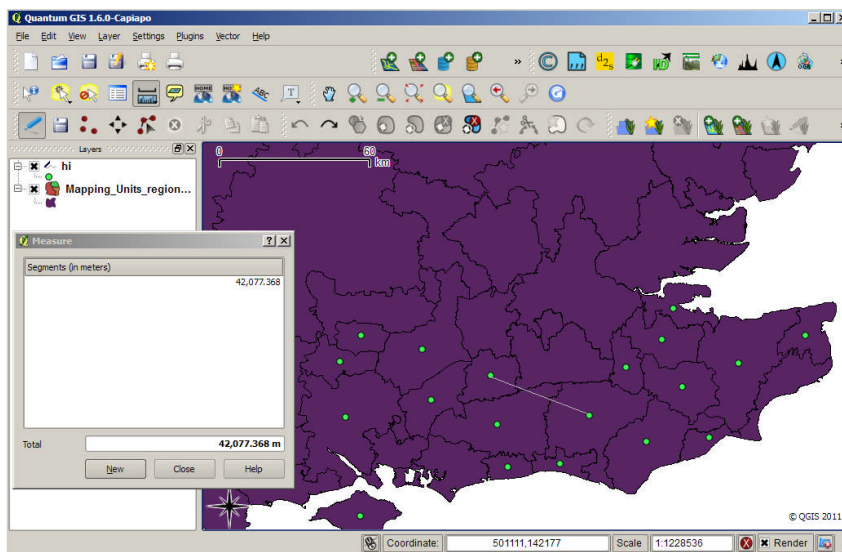 Quantum GIS 1.6.0-Capiapo
File Edit View Layer Settings Plugins Vector Help
Layers
hi
Mapping_Units_region...
0 60
km
Measure
Segments (in meters)
42,077.368
Total 42,077.368 m
New Close Help
© QGIS 2011
Coordinate: 501111,142177 Scale 1:1228536 Render